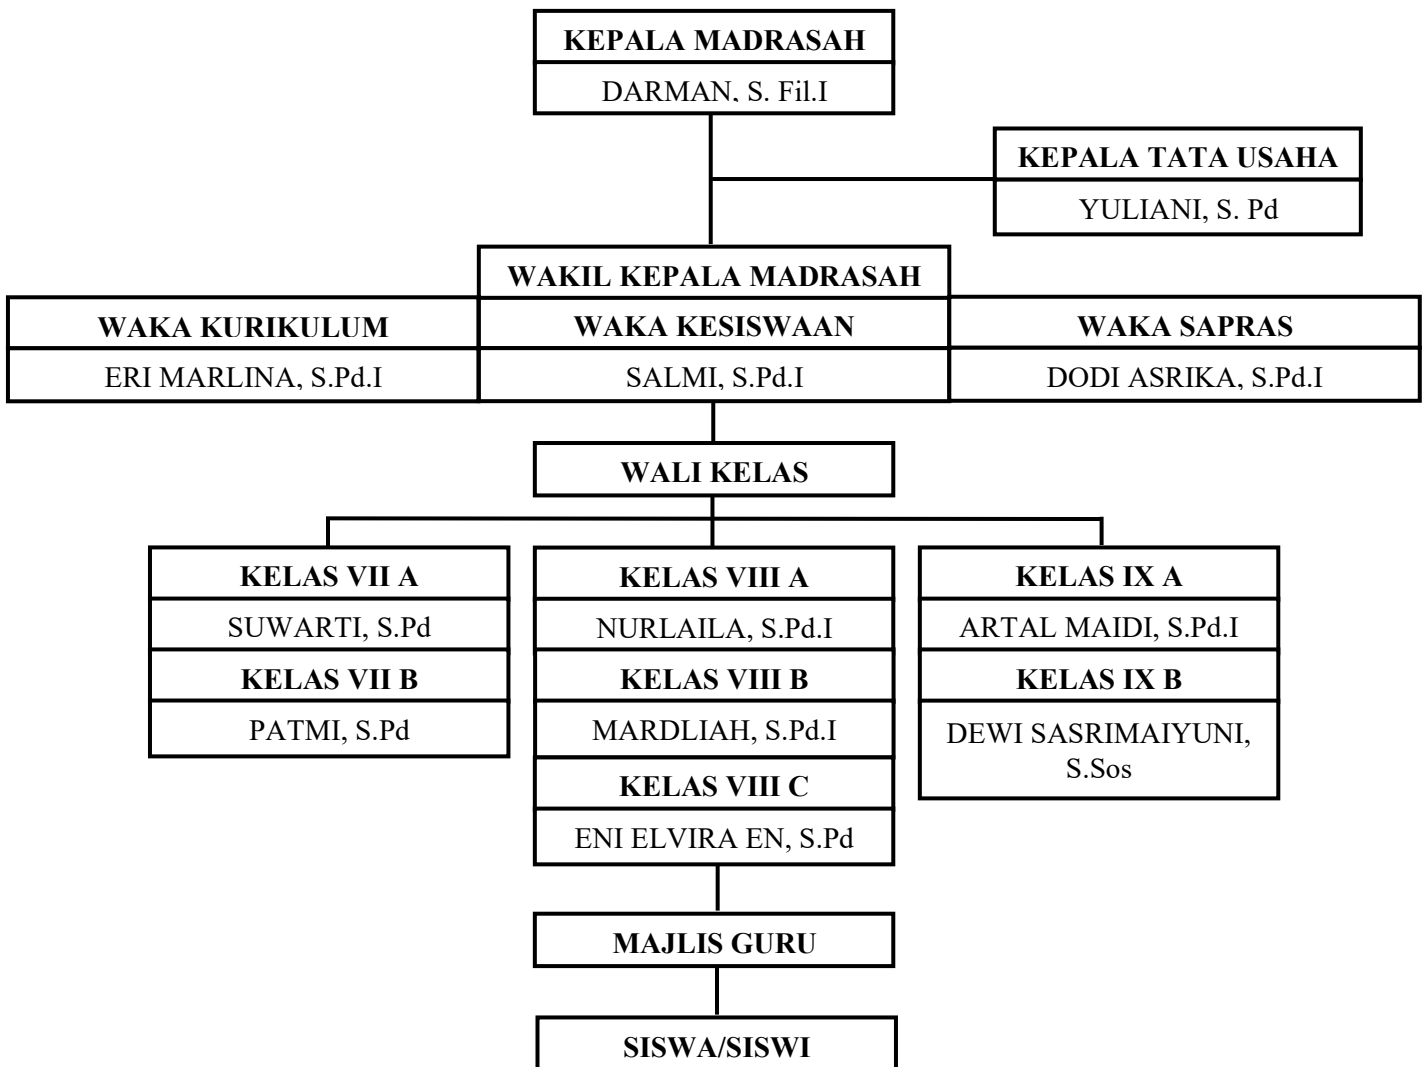 KEPALA MADRASAH
DARMAN, S. Fil.I
KEPALA TATA USAHA
YULIANI, S. Pd
WAKIL KEPALA MADRASAH
WAKA KURIKULUM
ERI MARLINA, S.Pd.I
WAKA KESISWAAN
SALMI, S.Pd.I
WAKA SAPRAS
DODI ASRIKA, S.Pd.I
WALI KELAS
KELAS VII A
SUWARTI, S.Pd
KELAS VII B
PATMI, S.Pd
KELAS VIII A
NURLAILA, S.Pd.I
KELAS VIII B
MARDLIAH, S.Pd.I
KELAS VIII C
ENI ELVIRA EN, S.Pd
KELAS IX A
ARTAL MAIDI, S.Pd.I
KELAS IX B
DEWI SASRIMAIYUNI,
S.Sos
MAJLIS GURU
SISWA/SISWI